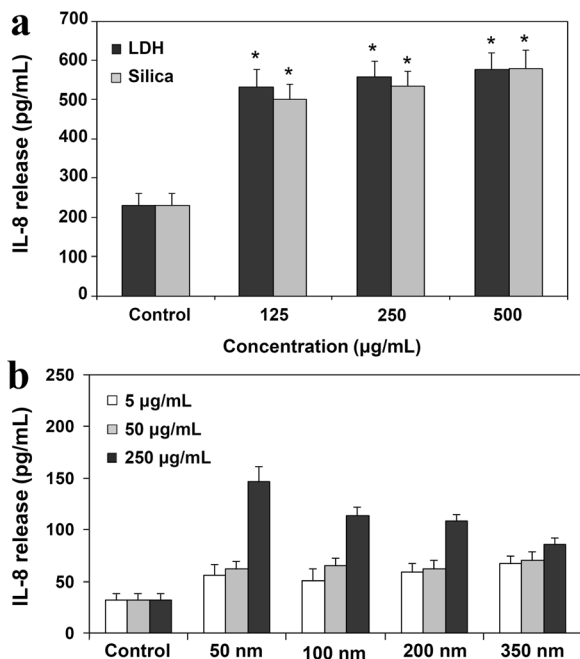 a
IL-8 release (pg/mL)
700
600
500
400
300
200
100
0
LDH
Silica
* * * * * *
Control 125 250 500
Concentration (µg/mL)
b
IL-8 release (pg/mL)
250
200
150
100
50
0
5 µg/mL
50 µg/mL
250 µg/mL
Control 50 nm 100 nm 200 nm 350 nm